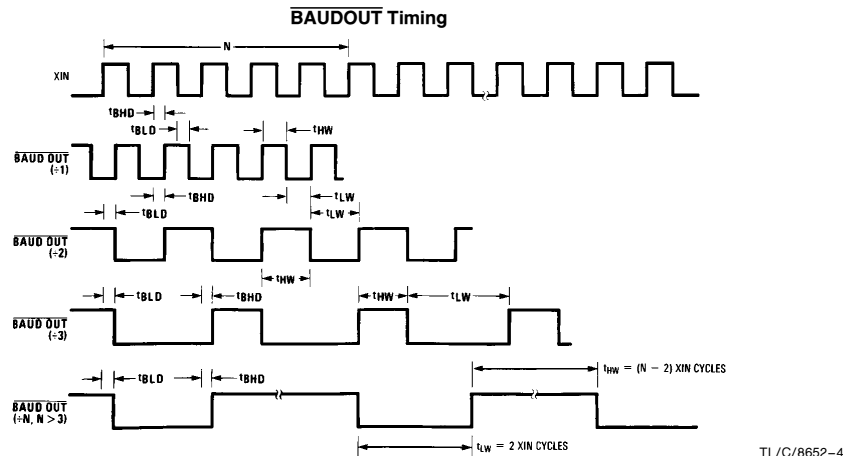 BAUDOUT Timing
N
XIN
tBHD
tBLD
tHW
BAUD OUT
(÷1)
tBHD
tLW
tBLD
tLW
BAUD OUT
(÷2)
tHW
tBLD
tBHD
tHW
tLW
BAUD OUT
(÷3)
tHW = (N − 2) XIN CYCLES
tBLD
tBHD
BAUD OUT
(÷N, N > 3)
tLW = 2 XIN CYCLES
TL/C/8652–4